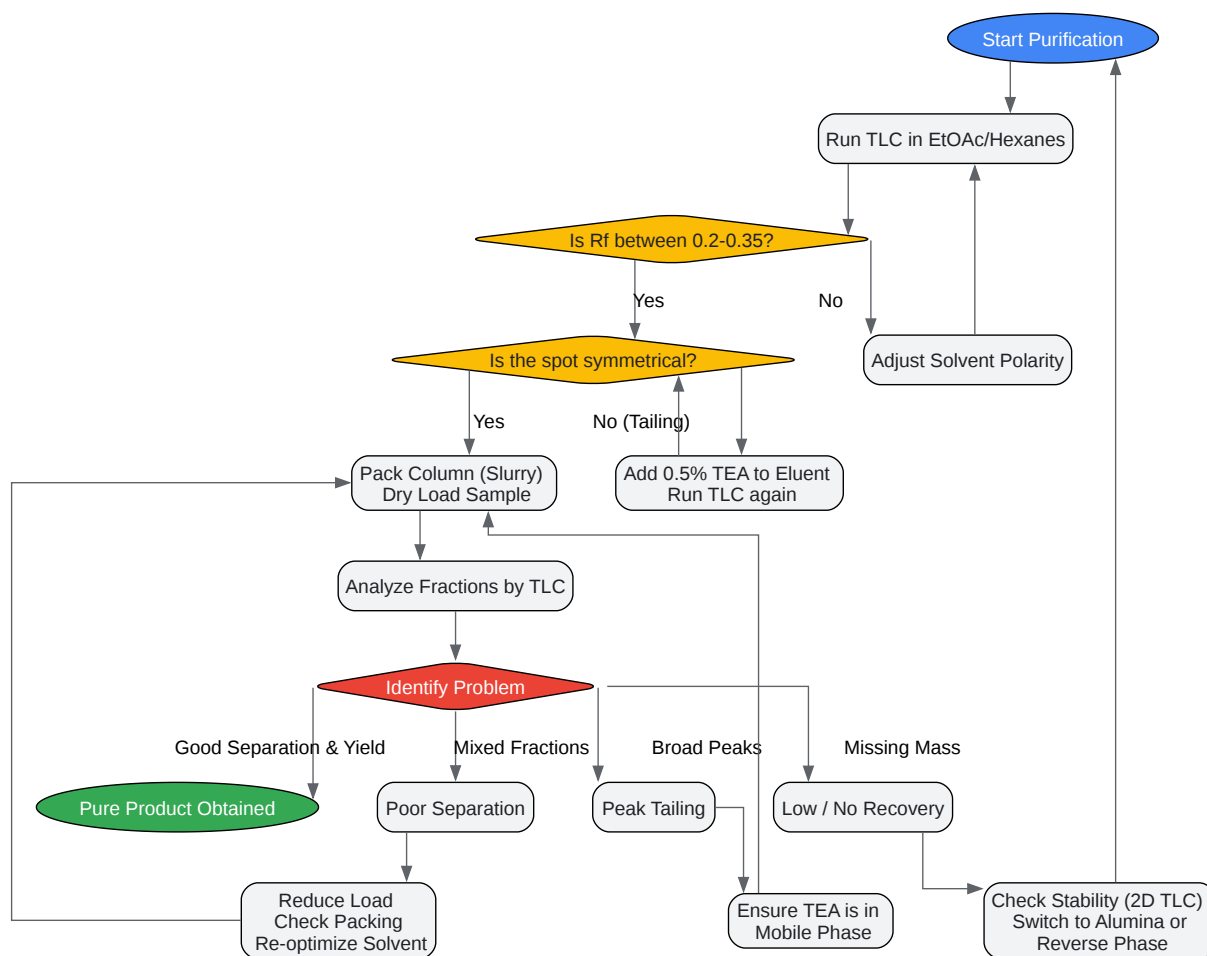 Start Purification
Run TLC in EtOAc/Hexanes
Is Rf between 0.2-0.35?
Yes
No
Is the spot symmetrical?
Adjust Solvent Polarity
Yes
No (Tailing)
Pack Column (Slurry)
Dry Load Sample
Add 0.5% TEA to Eluent
Run TLC again
Analyze Fractions by TLC
Identify Problem
Good Separation & Yield
Mixed Fractions
Broad Peaks
Missing Mass
Pure Product Obtained
Poor Separation
Peak Tailing
Low / No Recovery
Reduce Load
Check Packing
Re-optimize Solvent
Ensure TEA is in
Mobile Phase
Check Stability (2D TLC)
Switch to Alumina or
Reverse Phase